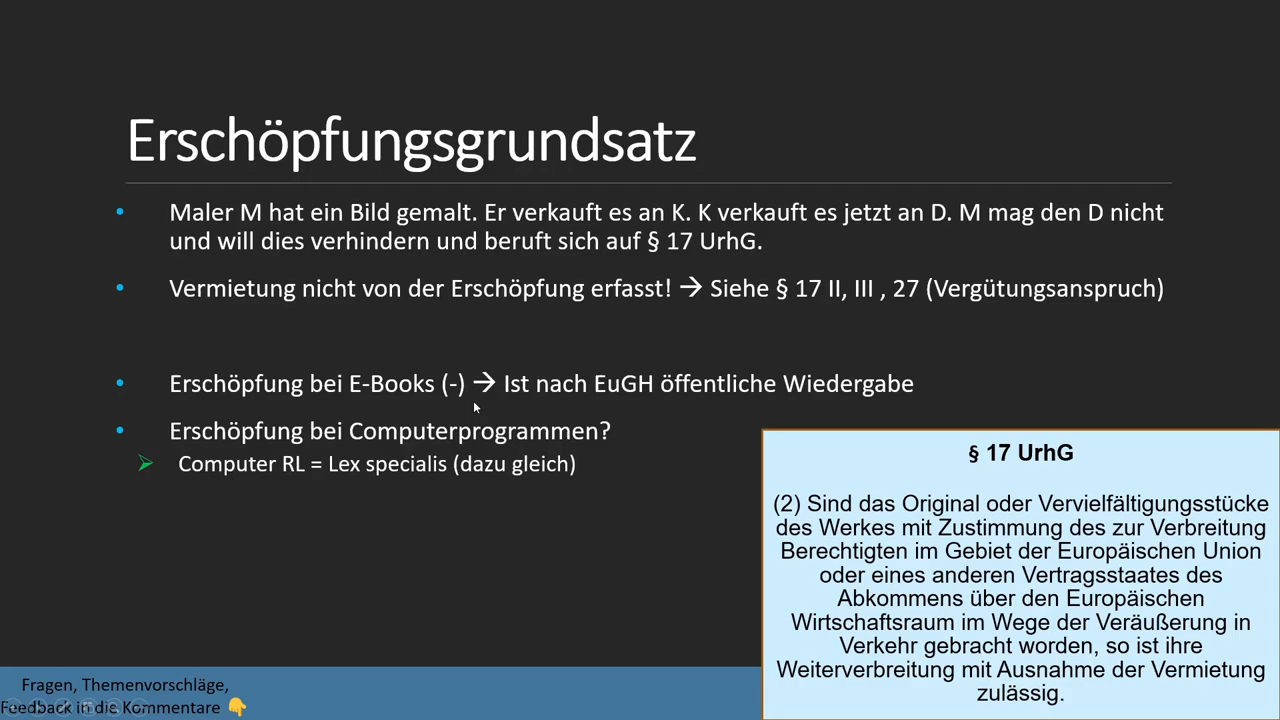 Erschöpfungsgrundsatz
• Maler M hat ein Bild gemalt. Er verkauft es an K. K verkauft es jetzt an D. M mag den D nicht
und will dies verhindern und beruft sich auf § 17 UrhG.
• Vermietung nicht von der Erschöpfung erfasst! → Siehe § 17 II, III , 27 (Vergütungsanspruch)
• Erschöpfung bei E-Books (-) → Ist nach EuGH öffentliche Wiedergabe
• Erschöpfung bei Computerprogrammen?
➢ Computer RL = Lex specialis (dazu gleich)
§ 17 UrhG
(2) Sind das Original oder Vervielfältigungsstücke
des Werkes mit Zustimmung des zur Verbreitung
Berechtigten im Gebiet der Europäischen Union
oder eines anderen Vertragsstaates des
Abkommens über den Europäischen
Wirtschaftsraum im Wege der Veräußerung in
Verkehr gebracht worden, so ist ihre
Weiterverbreitung mit Ausnahme der Vermietung
zulässig.
Fragen, Themenvorschläge,
Feedback in die Kommentare 👇